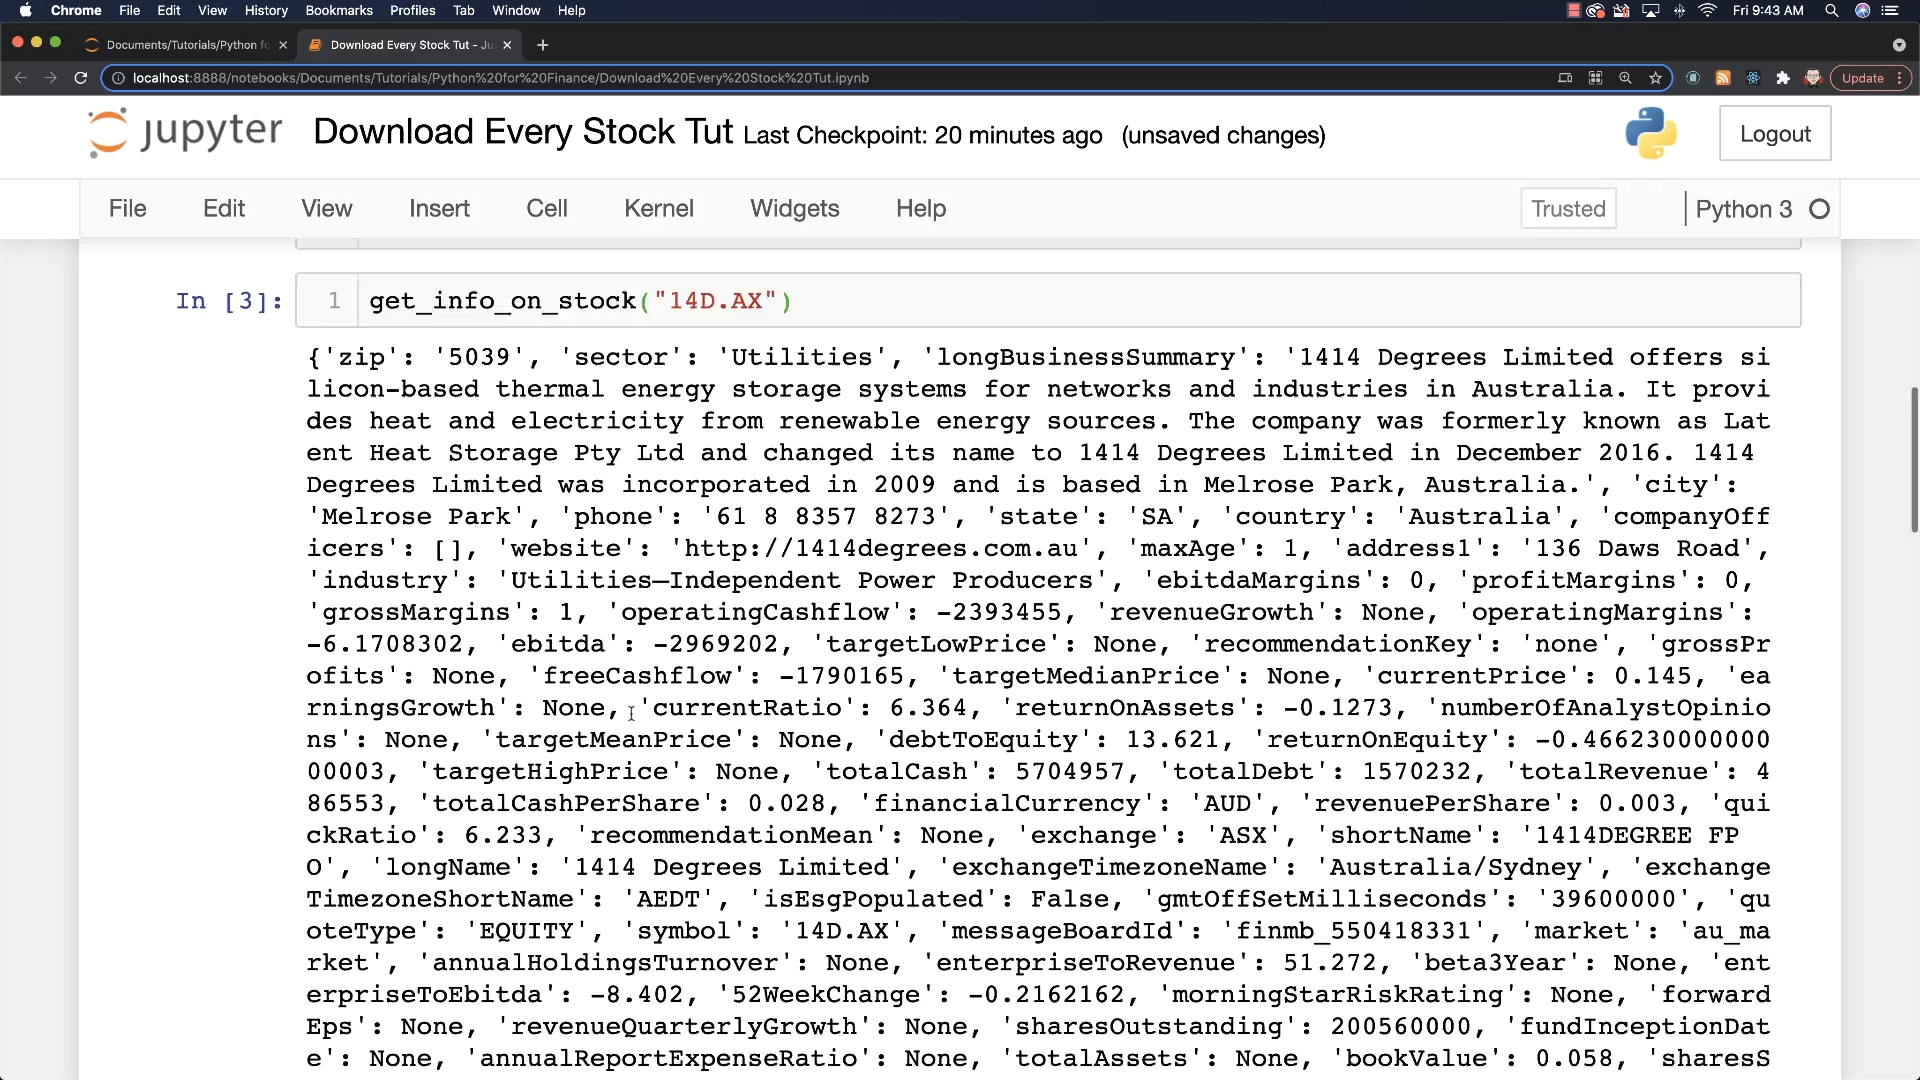 Chrome File Edit View History Bookmarks Profiles Tab Window Help Fri 9:43 AM
Documents/Tutorials/Python fo Download Every Stock Tut - Ju
localhost:8888/notebooks/Documents/Tutorials/Python%20for%20Finance/Download%20Every%20Stock%20Tut.ipynb Update
jupyter Download Every Stock Tut Last Checkpoint: 20 minutes ago (unsaved changes) Logout
File Edit View Insert Cell Kernel Widgets Help Trusted Python 3
In [3]: 1 get_info_on_stock("14D.AX")
{'zip': '5039', 'sector': 'Utilities', 'longBusinessSummary': '1414 Degrees Limited offers si
licon-based thermal energy storage systems for networks and industries in Australia. It provi
des heat and electricity from renewable energy sources. The company was formerly known as Lat
ent Heat Storage Pty Ltd and changed its name to 1414 Degrees Limited in December 2016. 1414
Degrees Limited was incorporated in 2009 and is based in Melrose Park, Australia.', 'city':
'Melrose Park', 'phone': '61 8 8357 8273', 'state': 'SA', 'country': 'Australia', 'companyOff
icers': [], 'website': 'http://1414degrees.com.au', 'maxAge': 1, 'address1': '136 Daws Road',
'industry': 'Utilities—Independent Power Producers', 'ebitdaMargins': 0, 'profitMargins': 0,
'grossMargins': 1, 'operatingCashflow': -2393455, 'revenueGrowth': None, 'operatingMargins':
-6.1708302, 'ebitda': -2969202, 'targetLowPrice': None, 'recommendationKey': 'none', 'grossPr
ofits': None, 'freeCashflow': -1790165, 'targetMedianPrice': None, 'currentPrice': 0.145, 'ea
rningsGrowth': None, 'currentRatio': 6.364, 'returnOnAssets': -0.1273, 'numberOfAnalystOpinio
ns': None, 'targetMeanPrice': None, 'debtToEquity': 13.621, 'returnOnEquity': -0.466230000000
00003, 'targetHighPrice': None, 'totalCash': 5704957, 'totalDebt': 1570232, 'totalRevenue': 4
86553, 'totalCashPerShare': 0.028, 'financialCurrency': 'AUD', 'revenuePerShare': 0.003, 'qui
ckRatio': 6.233, 'recommendationMean': None, 'exchange': 'ASX', 'shortName': '1414DEGREE FP
O', 'longName': '1414 Degrees Limited', 'exchangeTimezoneName': 'Australia/Sydney', 'exchange
TimezoneShortName': 'AEDT', 'isEsgPopulated': False, 'gmtOffSetMilliseconds': '39600000', 'qu
oteType': 'EQUITY', 'symbol': '14D.AX', 'messageBoardId': 'finmb_550418331', 'market': 'au_ma
rket', 'annualHoldingsTurnover': None, 'enterpriseToRevenue': 51.272, 'beta3Year': None, 'ent
erpriseToEbitda': -8.402, '52WeekChange': -0.2162162, 'morningStarRiskRating': None, 'forward
Eps': None, 'revenueQuarterlyGrowth': None, 'sharesOutstanding': 200560000, 'fundInceptionDat
e': None, 'annualReportExpenseRatio': None, 'totalAssets': None, 'bookValue': 0.058, 'sharesS